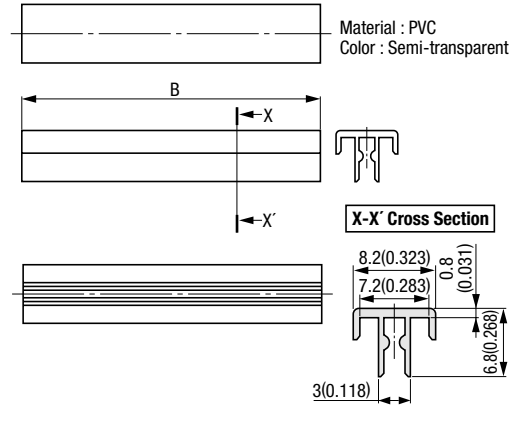 Material : PVC
Color : Semi-transparent
B
X
X´
X-X´ Cross Section
8.2(0.323)
7.2(0.283)
0.8
(0.031)
6.8(0.268)
3(0.118)